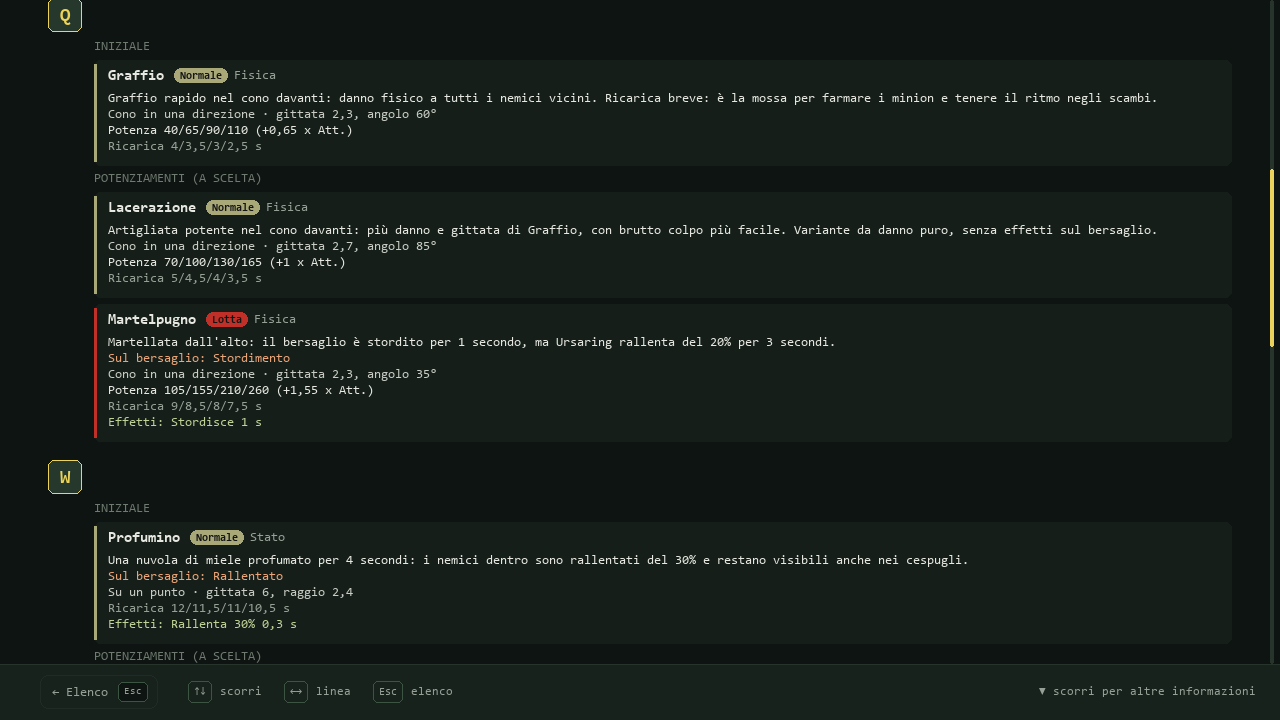 Q
INIZIALE
Graffio Normale Fisica
Graffio rapido nel cono davanti: danno fisico a tutti i nemici vicini. Ricarica breve: è la mossa per farmare i minion e tenere il ritmo negli scambi.
Cono in una direzione · gittata 2,3, angolo 60°
Potenza 40/65/90/110 (+0,65 x Att.)
Ricarica 4/3,5/3/2,5 s
POTENZIAMENTI (A SCELTA)
Lacerazione Normale Fisica
Artigliata potente nel cono davanti: più danno e gittata di Graffio, con brutto colpo più facile. Variante da danno puro, senza effetti sul bersaglio.
Cono in una direzione · gittata 2,7, angolo 85°
Potenza 70/100/130/165 (+1 x Att.)
Ricarica 5/4,5/4/3,5 s
Martelpugno Lotta Fisica
Martellata dall'alto: il bersaglio è stordito per 1 secondo, ma Ursaring rallenta del 20% per 3 secondi.
Sul bersaglio: Stordimento
Cono in una direzione · gittata 2,3, angolo 35°
Potenza 105/155/210/260 (+1,55 x Att.)
Ricarica 9/8,5/8/7,5 s
Effetti: Stordisce 1 s
W
INIZIALE
Profumino Normale Stato
Una nuvola di miele profumato per 4 secondi: i nemici dentro sono rallentati del 30% e restano visibili anche nei cespugli.
Sul bersaglio: Rallentato
Su un punto · gittata 6, raggio 2,4
Ricarica 12/11,5/11/10,5 s
Effetti: Rallenta 30% 0,3 s
POTENZIAMENTI (A SCELTA)
← Elenco Esc ↑↓ scorri ↔ linea Esc elenco ▼ scorri per altre informazioni